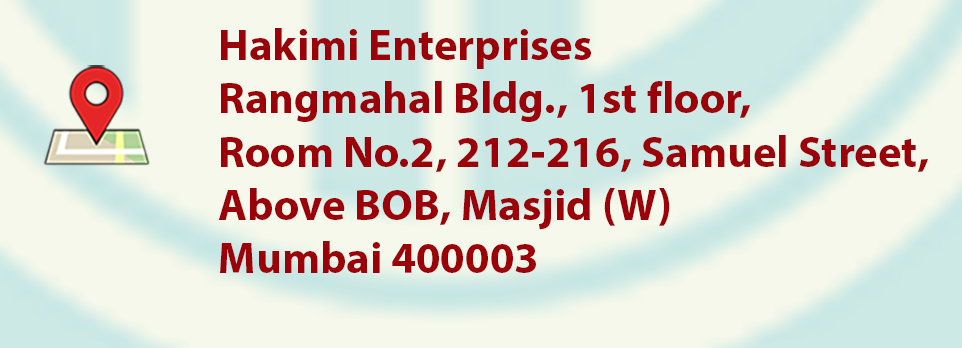 Hakimi Enterprises
Rangmahal Bldg., 1st floor,
Room No.2, 212-216, Samuel Street,
Above BOB, Masjid (W)
Mumbai 400003